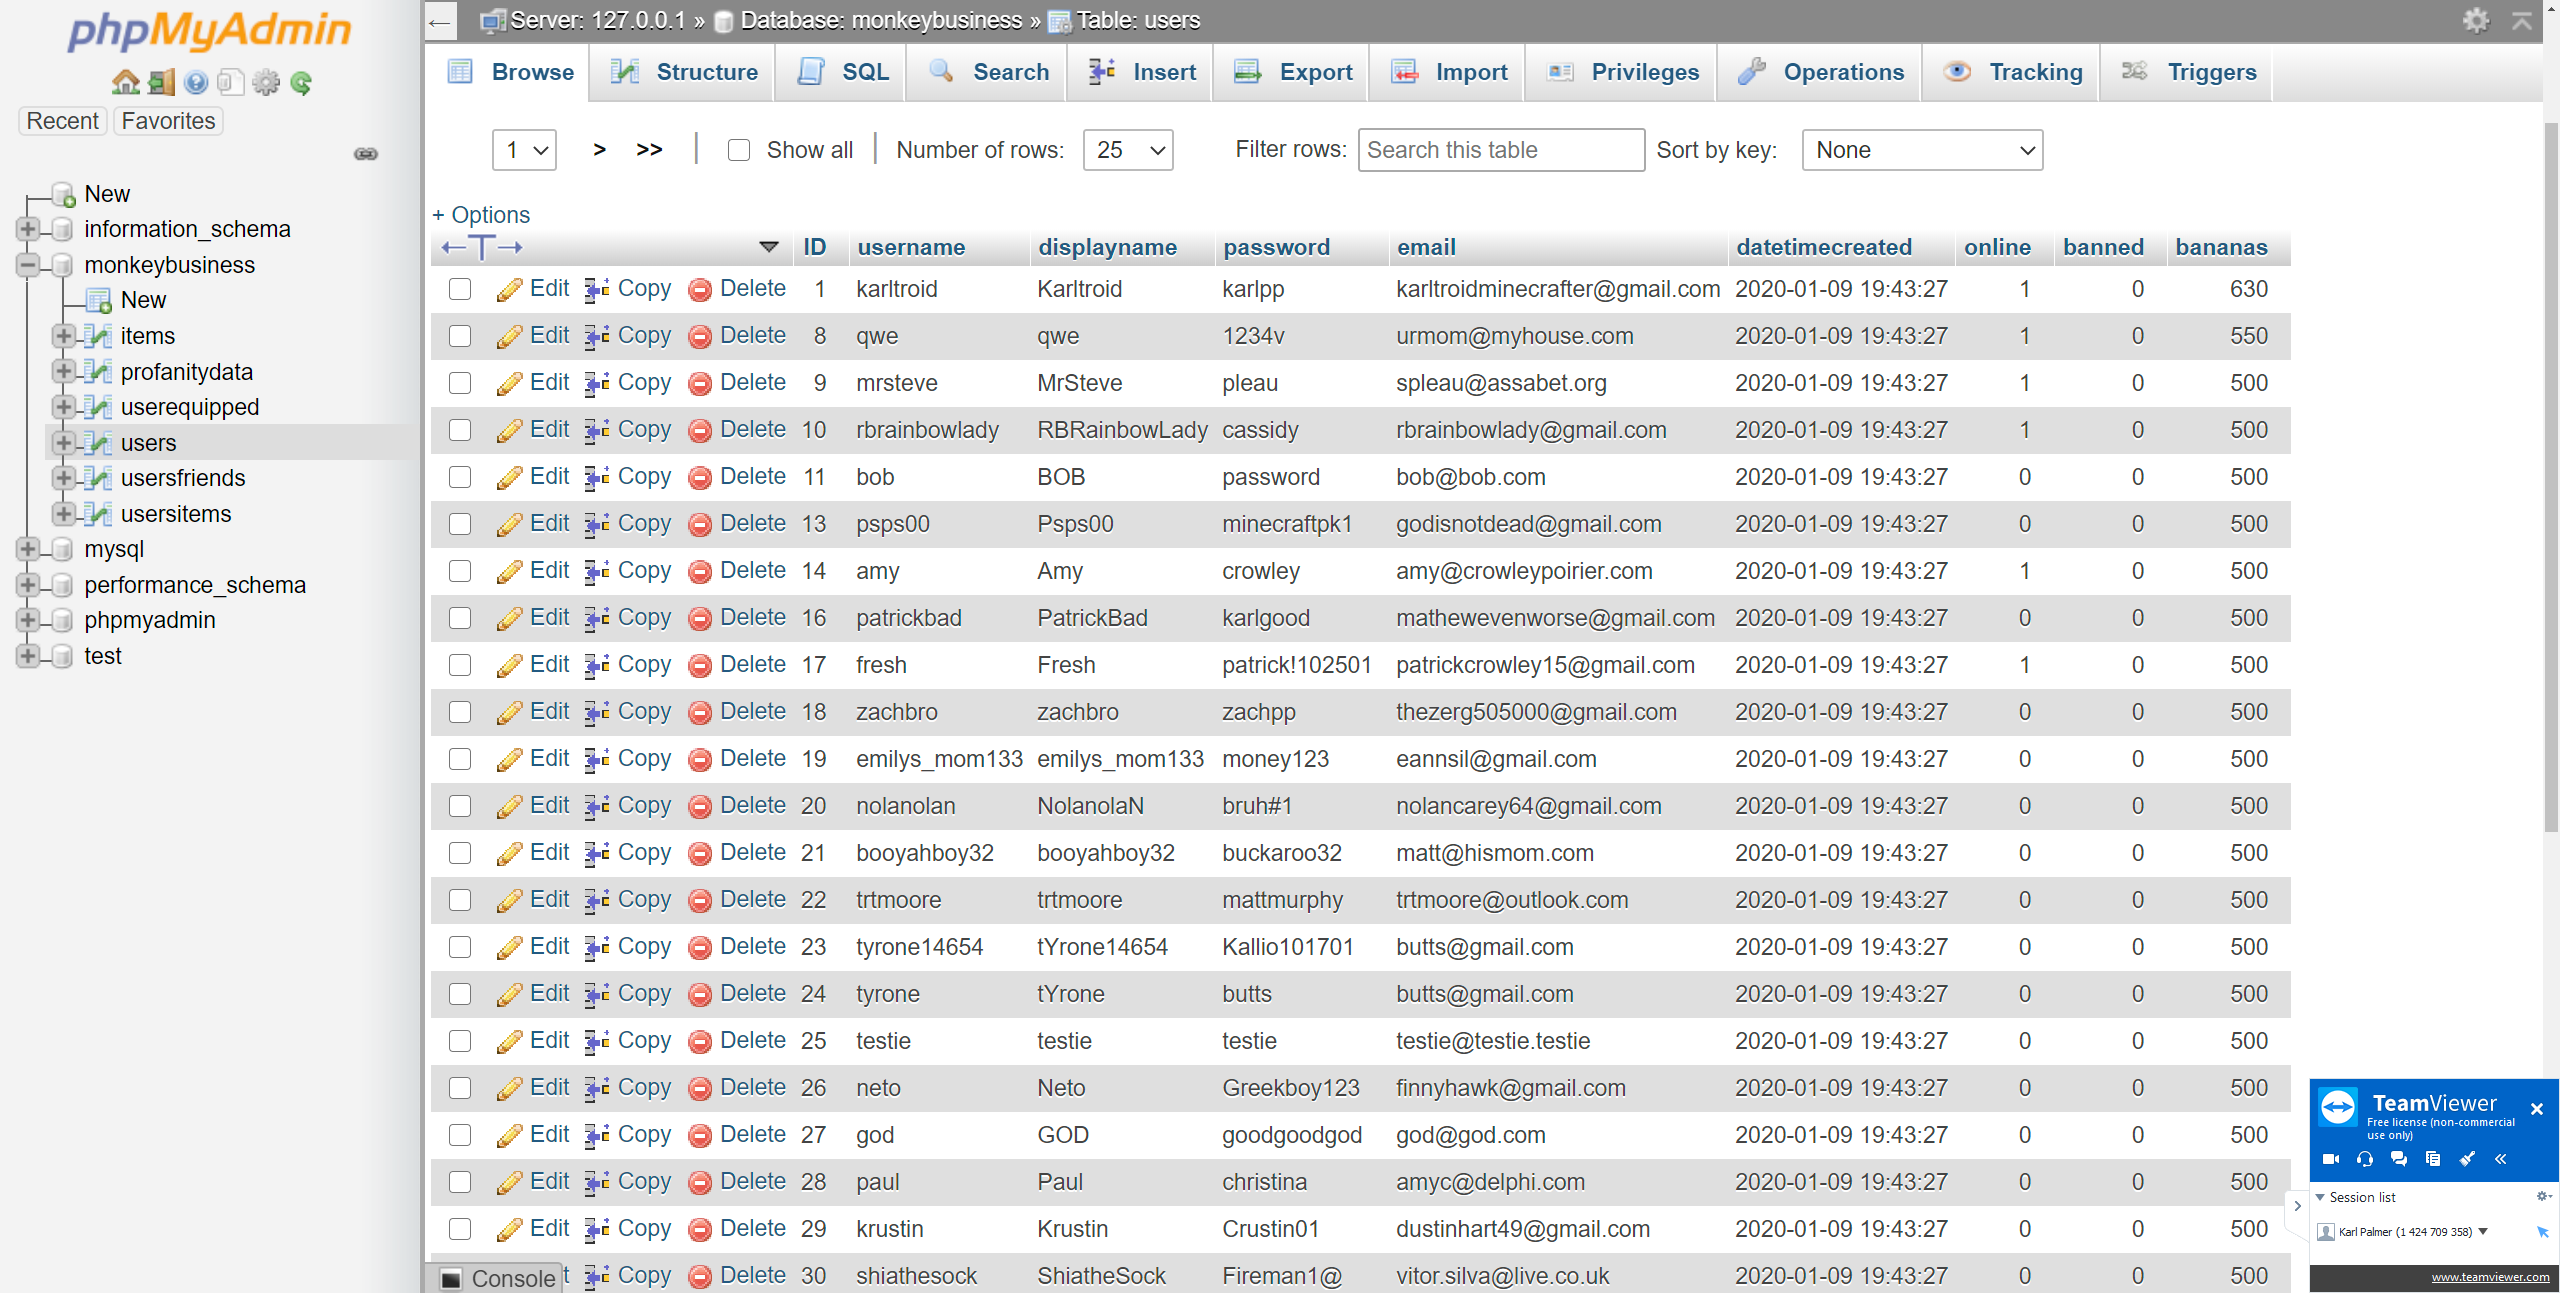 phpMyAdmin
Recent Favorites
New
information_schema
monkeybusiness
New
items
profanitydata
userequipped
users
usersfriends
usersitems
mysql
performance_schema
phpmyadmin
test
Server: 127.0.0.1 » Database: monkeybusiness » Table: users
Browse Structure SQL Search Insert Export Import Privileges Operations Tracking Triggers
1 > >> Show all Number of rows: 25 Filter rows: Search this table Sort by key: None
+ Options
ID username displayname password email datetimecreated online banned bananas
Edit Copy Delete 1 karltroid Karltroid karlpp karltroidminecrafter@gmail.com 2020-01-09 19:43:27 1 0 630
Edit Copy Delete 8 qwe qwe 1234v urmom@myhouse.com 2020-01-09 19:43:27 1 0 550
Edit Copy Delete 9 mrsteve MrSteve pleau spleau@assabet.org 2020-01-09 19:43:27 1 0 500
Edit Copy Delete 10 rbrainbowlady RBRainbowLady cassidy rbrainbowlady@gmail.com 2020-01-09 19:43:27 1 0 500
Edit Copy Delete 11 bob BOB password bob@bob.com 2020-01-09 19:43:27 0 0 500
Edit Copy Delete 13 psps00 Psps00 minecraftpk1 godisnotdead@gmail.com 2020-01-09 19:43:27 0 0 500
Edit Copy Delete 14 amy Amy crowley amy@crowleypoirier.com 2020-01-09 19:43:27 1 0 500
Edit Copy Delete 16 patrickbad PatrickBad karlgood mathewevenworse@gmail.com 2020-01-09 19:43:27 0 0 500
Edit Copy Delete 17 fresh Fresh patrick!102501 patrickcrowley15@gmail.com 2020-01-09 19:43:27 1 0 500
Edit Copy Delete 18 zachbro zachbro zachpp thezerg505000@gmail.com 2020-01-09 19:43:27 0 0 500
Edit Copy Delete 19 emilys_mom133 emilys_mom133 money123 eannsil@gmail.com 2020-01-09 19:43:27 0 0 500
Edit Copy Delete 20 nolanolan NolanolaN bruh#1 nolancarey64@gmail.com 2020-01-09 19:43:27 0 0 500
Edit Copy Delete 21 booyahboy32 booyahboy32 buckaroo32 matt@hismom.com 2020-01-09 19:43:27 0 0 500
Edit Copy Delete 22 trtmoore trtmoore mattmurphy trtmoore@outlook.com 2020-01-09 19:43:27 0 0 500
Edit Copy Delete 23 tyrone14654 tYrone14654 Kallio101701 butts@gmail.com 2020-01-09 19:43:27 0 0 500
Edit Copy Delete 24 tyrone tYrone butts butts@gmail.com 2020-01-09 19:43:27 0 0 500
Edit Copy Delete 25 testie testie testie testie@testie.testie 2020-01-09 19:43:27 0 0 500
Edit Copy Delete 26 neto Neto Greekboy123 finnyhawk@gmail.com 2020-01-09 19:43:27 0 0 500
Edit Copy Delete 27 god GOD goodgoodgod god@god.com 2020-01-09 19:43:27 0 0 500
Edit Copy Delete 28 paul Paul christina amyc@delphi.com 2020-01-09 19:43:27 0 0 500
Edit Copy Delete 29 krustin Krustin Crustin01 dustinhart49@gmail.com 2020-01-09 19:43:27 0 0 500
Console t Copy Delete 30 shiathesock ShiatheSock Fireman1@ vitor.silva@live.co.uk 2020-01-09 19:43:27 0 0 500
TeamViewer
Free license (non-commercial
use only)
Session list
Karl Palmer (1 424 709 358)
www.teamviewer.com